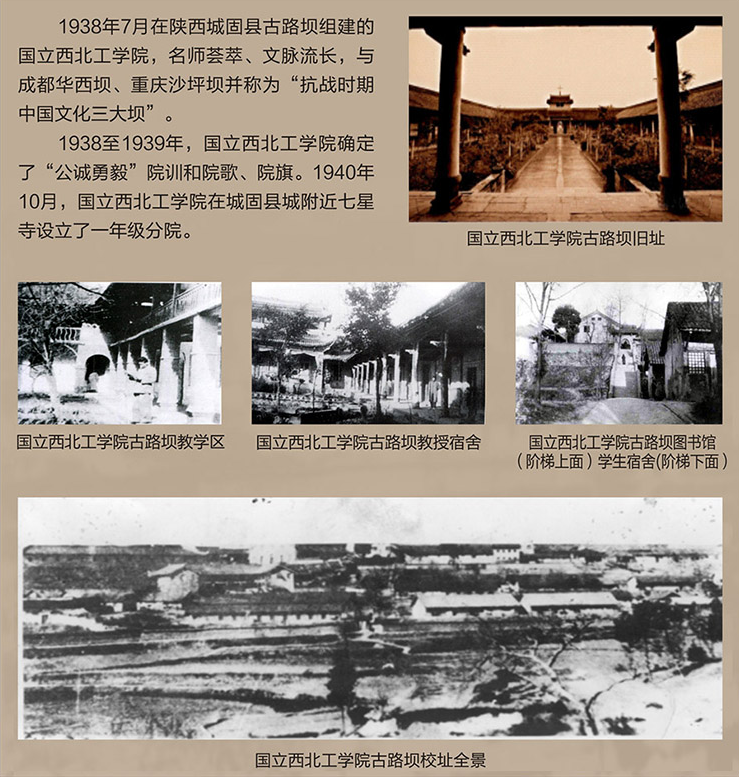 1938年7月在陕西城固县古路坝组建的
国立西北工学院，名师荟萃、文脉流长，与
成都华西坝、重庆沙坪坝并称为“抗战时期
中国文化三大坝”。
1938至1939年，国立西北工学院确定
了“公诚勇毅”院训和院歌、院旗。1940年
10月，国立西北工学院在城固县城附近七星
寺设立了一年级分院。
国立西北工学院古路坝旧址
国立西北工学院古路坝教学区
国立西北工学院古路坝教授宿舍
国立西北工学院古路坝图书馆
（阶梯上面）学生宿舍(阶梯下面)
国立西北工学院古路坝校址全景